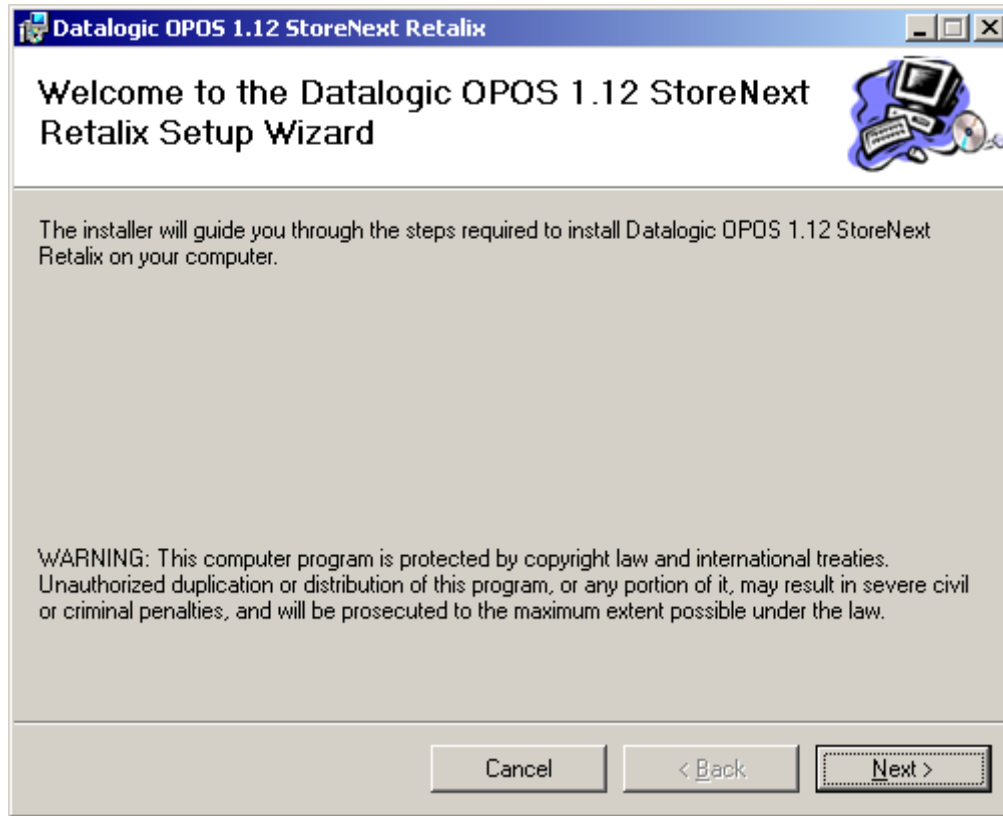 Datalogic OPOS 1.12 StoreNext Retalix
Welcome to the Datalogic OPOS 1.12 StoreNext
Retalix Setup Wizard
The installer will guide you through the steps required to install Datalogic OPOS 1.12 StoreNext
Retalix on your computer.
WARNING: This computer program is protected by copyright law and international treaties.
Unauthorized duplication or distribution of this program, or any portion of it, may result in severe civil
or criminal penalties, and will be prosecuted to the maximum extent possible under the law.
Cancel
< Back
Next >